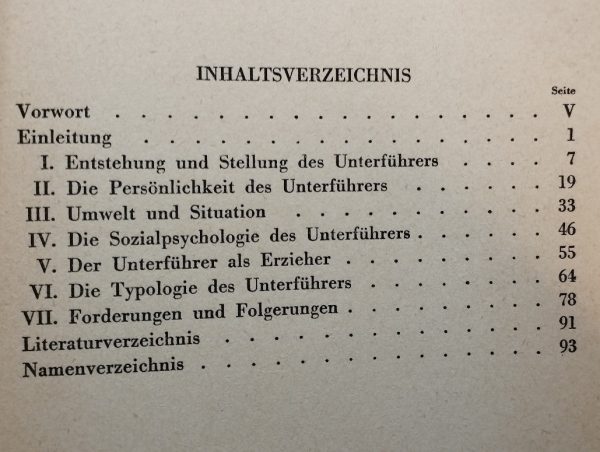 INHALTSVERZEICHNIS
Seite
Vorwort . . . . . . . . . . . . . . V
Einleitung . . . . . . . . . . . . . 1
I. Entstehung und Stellung des Unterführers . . . . 7
II. Die Persönlichkeit des Unterführers . . . . . . 19
III. Umwelt und Situation . . . . . . . . . . 33
IV. Die Sozialpsychologie des Unterführers . . . . . 46
V. Der Unterführer als Erzieher . . . . . . . . 55
VI. Die Typologie des Unterführers . . . . . . . 64
VII. Forderungen und Folgerungen . . . . . . . . 78
Literaturverzeichnis . . . . . . . . . . . 91
Namenverzeichnis . . . . . . . . . . . . 93